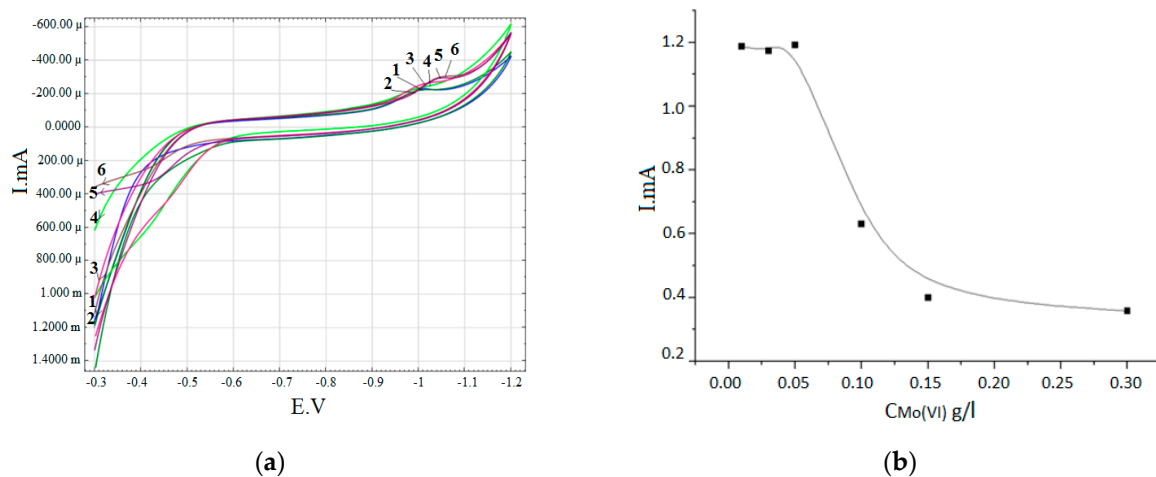 -600.00 µ
-400.00 µ
-200.00 µ
0.0000
200.00 µ
400.00 µ
600.00 µ
800.00 µ
1.000 m
1.2000 m
1.4000 m
I.mA
1
2
3
4
5
6
6
5
4
3
1
2
-0.3 -0.4 -0.5 -0.6 -0.7 -0.8 -0.9 -1 -1.1 -1.2
E.V
(a)
1.2
1.0
0.8
0.6
0.4
0.2
I.mA
0.00 0.05 0.10 0.15 0.20 0.25 0.30
CMo(VI) g/l
(b)